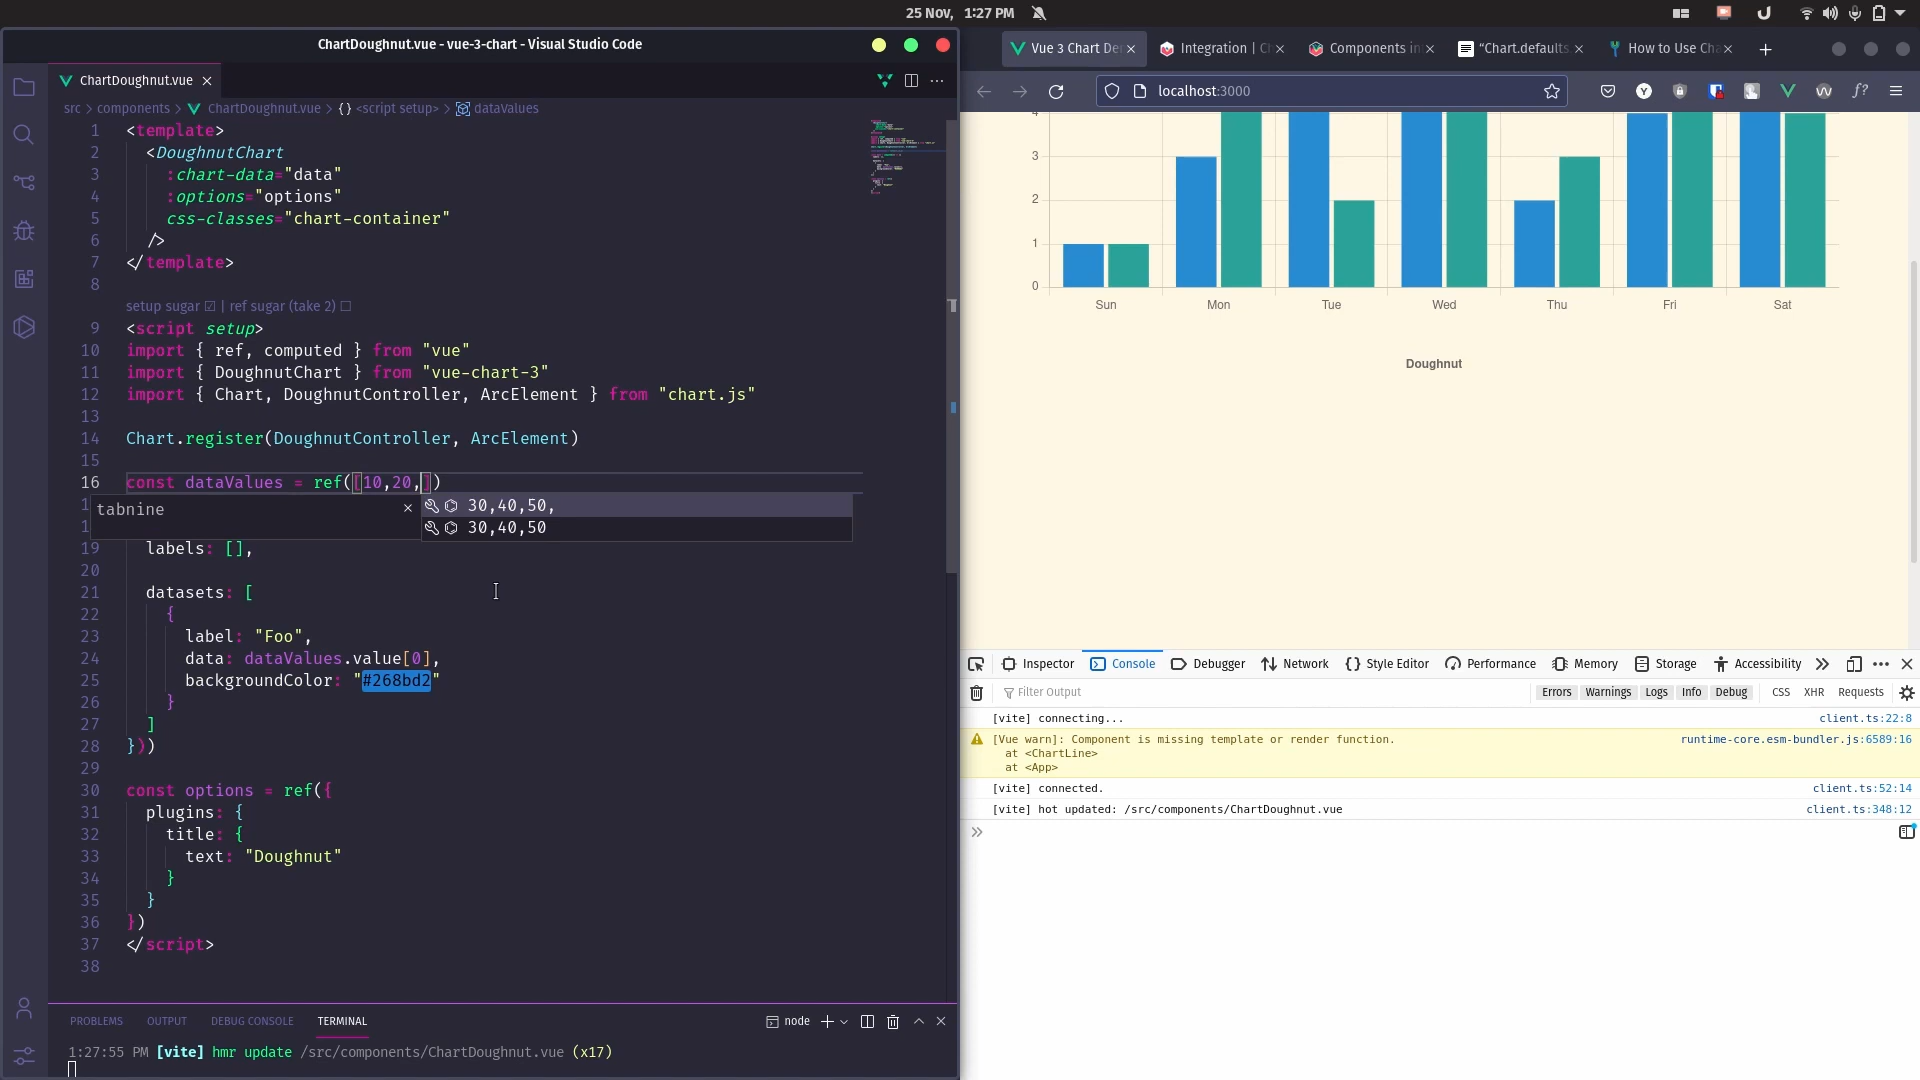 25 Nov, 1:27 PM
ChartDoughnut.vue - vue-3-chart - Visual Studio Code
ChartDoughnut.vue
src > components > ChartDoughnut.vue > {} <script setup> > dataValues
1 <template>
2 <DoughnutChart
3 :chart-data="data"
4 :options="options"
5 css-classes="chart-container"
6 />
7 </template>
8
setup sugar ☑ | ref sugar (take 2) ☐
9 <script setup>
10 import { ref, computed } from "vue"
11 import { DoughnutChart } from "vue-chart-3"
12 import { Chart, DoughnutController, ArcElement } from "chart.js"
13
14 Chart.register(DoughnutController, ArcElement)
15
16 const dataValues = ref([10,20,])
1 tabnine × 30,40,50,
1 30,40,50
19 labels: [],
20
21 datasets: [
22 {
23 label: "Foo",
24 data: dataValues.value[0],
25 backgroundColor: "#268bd2"
26 }
27 ]
28 }))
29
30 const options = ref({
31 plugins: {
32 title: {
33 text: "Doughnut"
34 }
35 }
36 })
37 </script>
38
PROBLEMS OUTPUT DEBUG CONSOLE TERMINAL node
1:27:55 PM [vite] hmr update /src/components/ChartDoughnut.vue (x17)
Vue 3 Chart De
Integration | Ch
Components in
"Chart.defaults
How to Use Cha
localhost:3000
4
3
2
1
0
Sun Mon Tue Wed Thu Fri Sat
Doughnut
Inspector Console Debugger Network Style Editor Performance Memory Storage Accessibility
Filter Output Errors Warnings Logs Info Debug CSS XHR Requests
[vite] connecting... client.ts:22:8
[Vue warn]: Component is missing template or render function. runtime-core.esm-bundler.js:6589:16
at <ChartLine>
at <App>
[vite] connected. client.ts:52:14
[vite] hot updated: /src/components/ChartDoughnut.vue client.ts:348:12